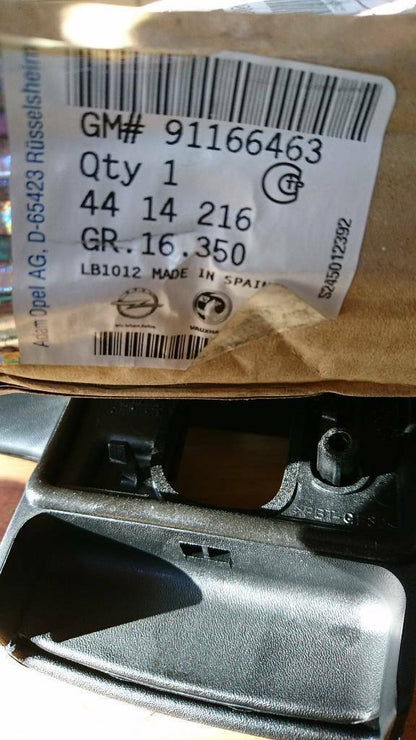 GM# 91166463
Qty 1
44 14 216
GR.16.350
LB1012 MADE IN SPAIN
Adam Opel AG, D-65423 Rüsselsheim
S245012392